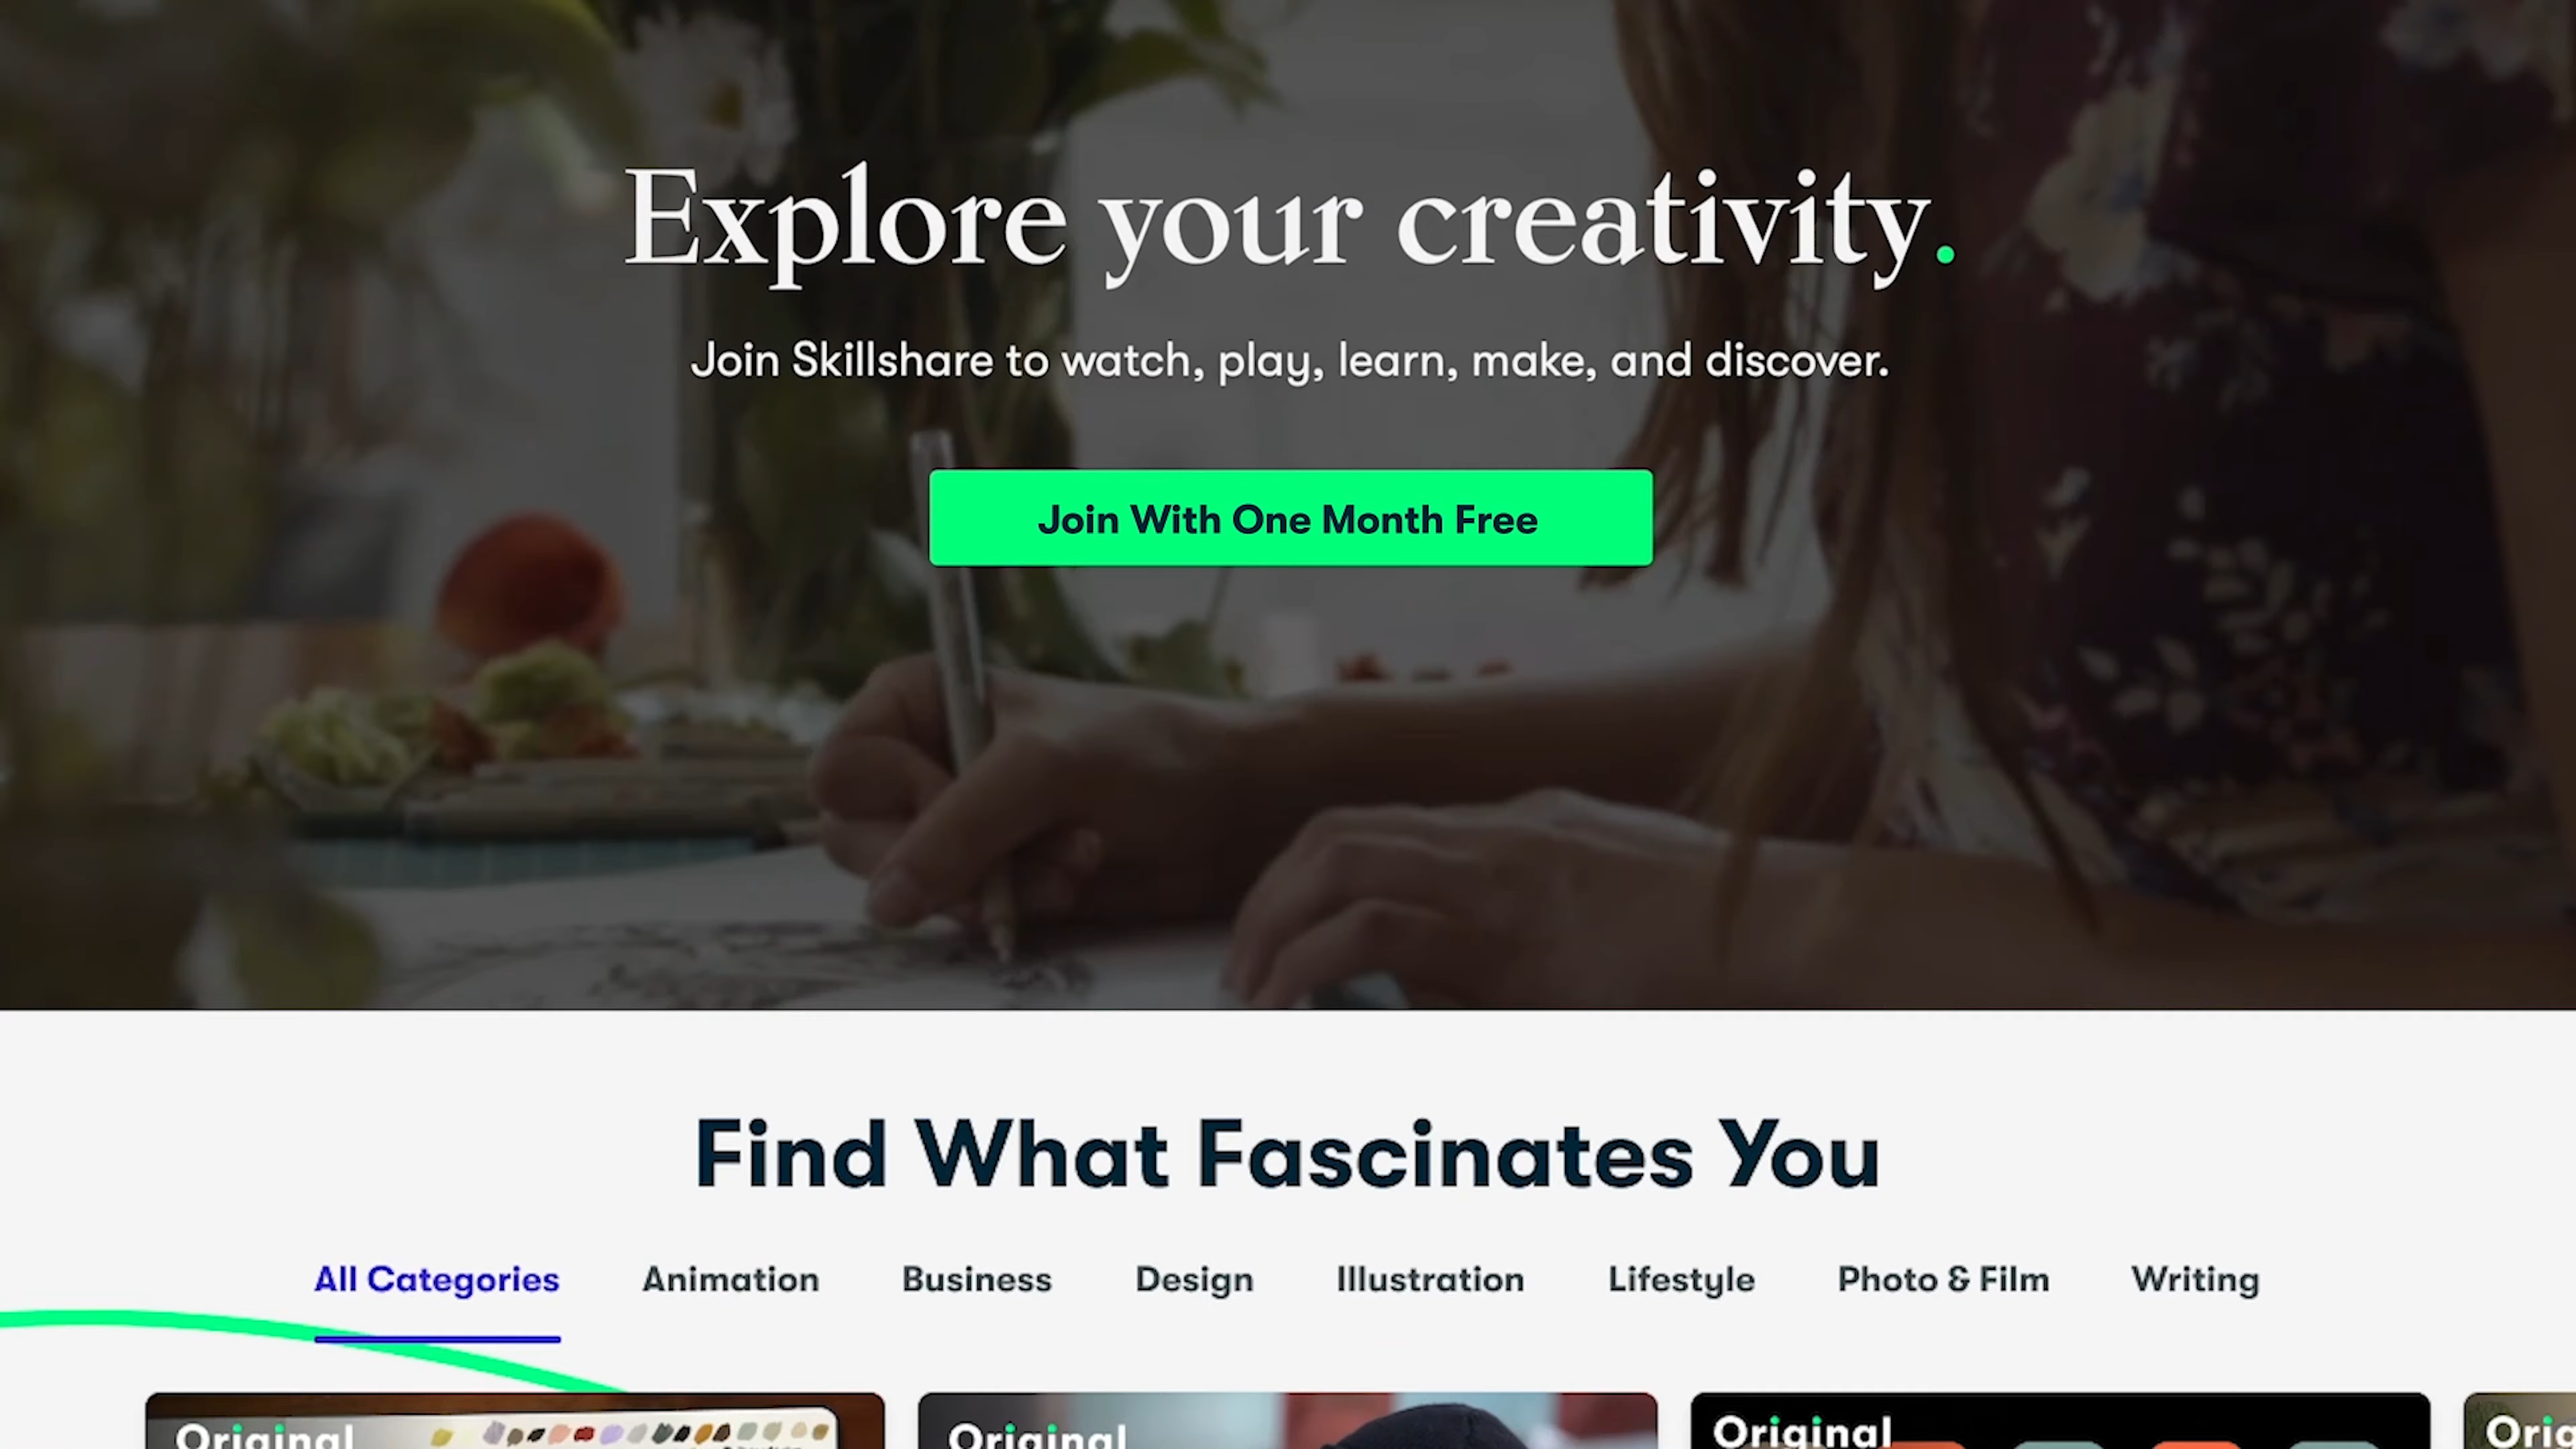 Explore your creativity.
Join Skillshare to watch, play, learn, make, and discover.
Join With One Month Free
Find What Fascinates You
All Categories Animation Business Design Illustration Lifestyle Photo & Film Writing
Original Original Original